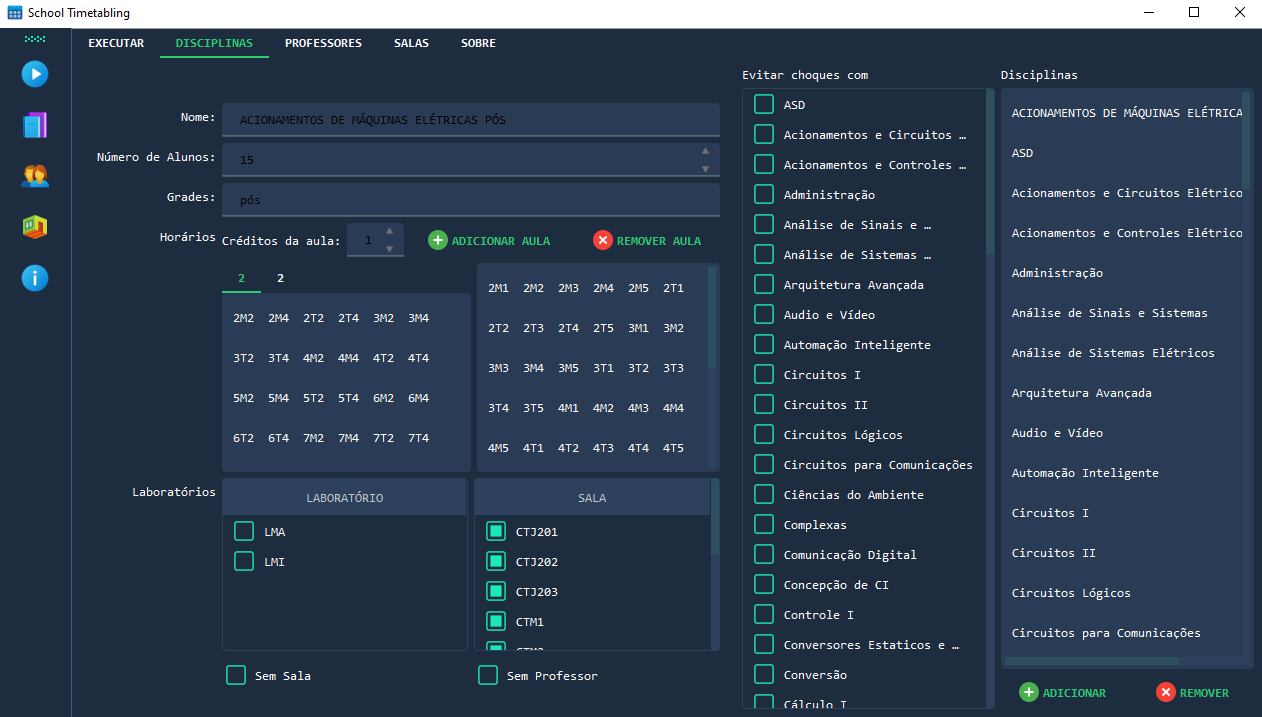 School Timetabling
EXECUTAR DISCIPLINAS PROFESSORES SALAS SOBRE
Nome: ACIONAMENTOS DE MÁQUINAS ELÉTRICAS PÓS
Número de Alunos: 15
Grades: pós
Horários Créditos da aula: 1 ADICIONAR AULA REMOVER AULA
2 2
2M2 2M4 2T2 2T4 3M2 3M4
3T2 3T4 4M2 4M4 4T2 4T4
5M2 5M4 5T2 5T4 6M2 6M4
6T2 6T4 7M2 7M4 7T2 7T4
2M1 2M2 2M3 2M4 2M5 2T1
2T2 2T3 2T4 2T5 3M1 3M2
3M3 3M4 3M5 3T1 3T2 3T3
3T4 3T5 4M1 4M2 4M3 4M4
4M5 4T1 4T2 4T3 4T4 4T5
Laboratórios
LABORATÓRIO
LMA
LMI
SALA
CTJ201
CTJ202
CTJ203
CTM1
Sem Sala
Sem Professor
Evitar choques com
ASD
Acionamentos e Circuitos …
Acionamentos e Controles …
Administração
Análise de Sinais e …
Análise de Sistemas …
Arquitetura Avançada
Audio e Vídeo
Automação Inteligente
Circuitos I
Circuitos II
Circuitos Lógicos
Circuitos para Comunicações
Ciências do Ambiente
Complexas
Comunicação Digital
Concepção de CI
Controle I
Conversores Estaticos e …
Conversão
Cálculo I
Disciplinas
ACIONAMENTOS DE MÁQUINAS ELÉTRICA
ASD
Acionamentos e Circuitos Elétrico
Acionamentos e Controles Elétrico
Administração
Análise de Sinais e Sistemas
Análise de Sistemas Elétricos
Arquitetura Avançada
Audio e Vídeo
Automação Inteligente
Circuitos I
Circuitos II
Circuitos Lógicos
Circuitos para Comunicações
ADICIONAR REMOVER